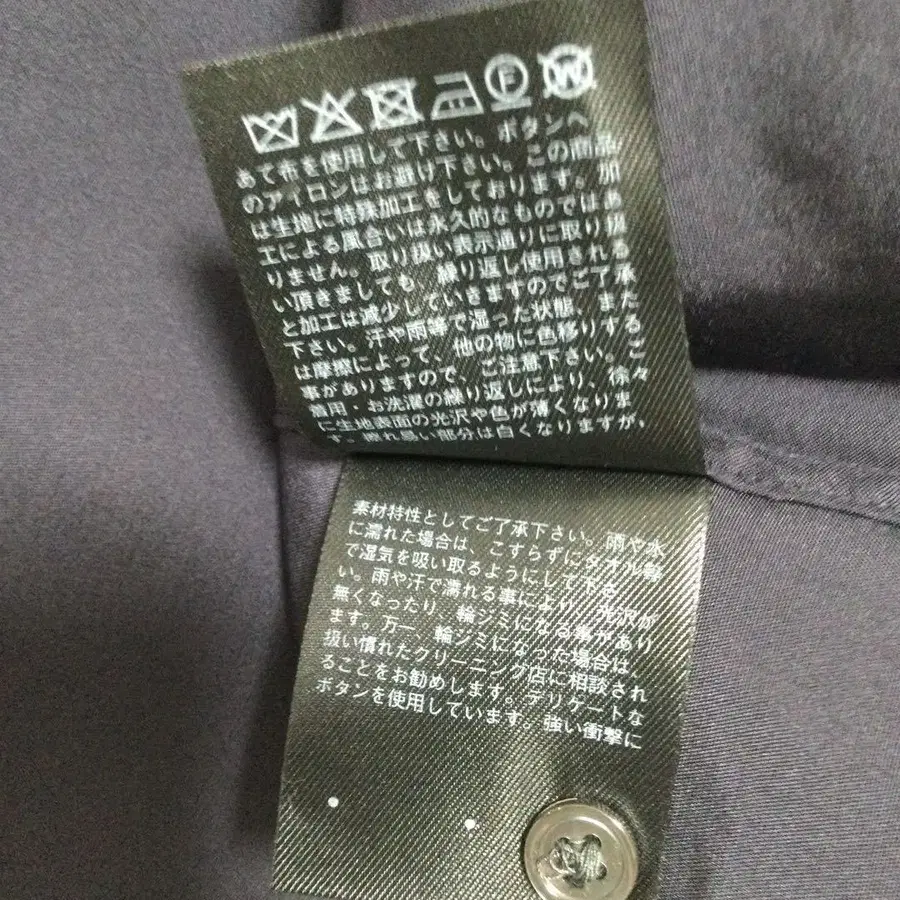 F W
あて布を使用して下さい。ボタンへ
のアイロンはお避け下さい。この商品
は生地に特殊加工をしております。加
工による風合いは永久的なものではあ
りません。取り扱い表示通りに取り扱
い頂きましても、繰り返し使用される
と加工は減少していきますのでご了承
下さい。汗や雨等で湿った状態、また
は摩擦によって、他の物に色移りする
事がありますので、ご注意下さい。
着用・お洗濯の繰り返しにより、徐々
に生地表面の光沢や色が薄くなりま
す。擦れ易い部分は白くなりますが、
素材特性としてご了承下さい。雨や水
に濡れた場合は、こすらずにタオル等
で湿気を吸い取るようにして下さ
い。雨や汗で濡れる事により、光沢が
無くなったり、輪ジミになる事があり
ます。万一、輪ジミになった場合は、
扱い慣れたクリーニング店に相談され
ることをお勧めします。デリケートな
ボタンを使用しています。強い衝撃に